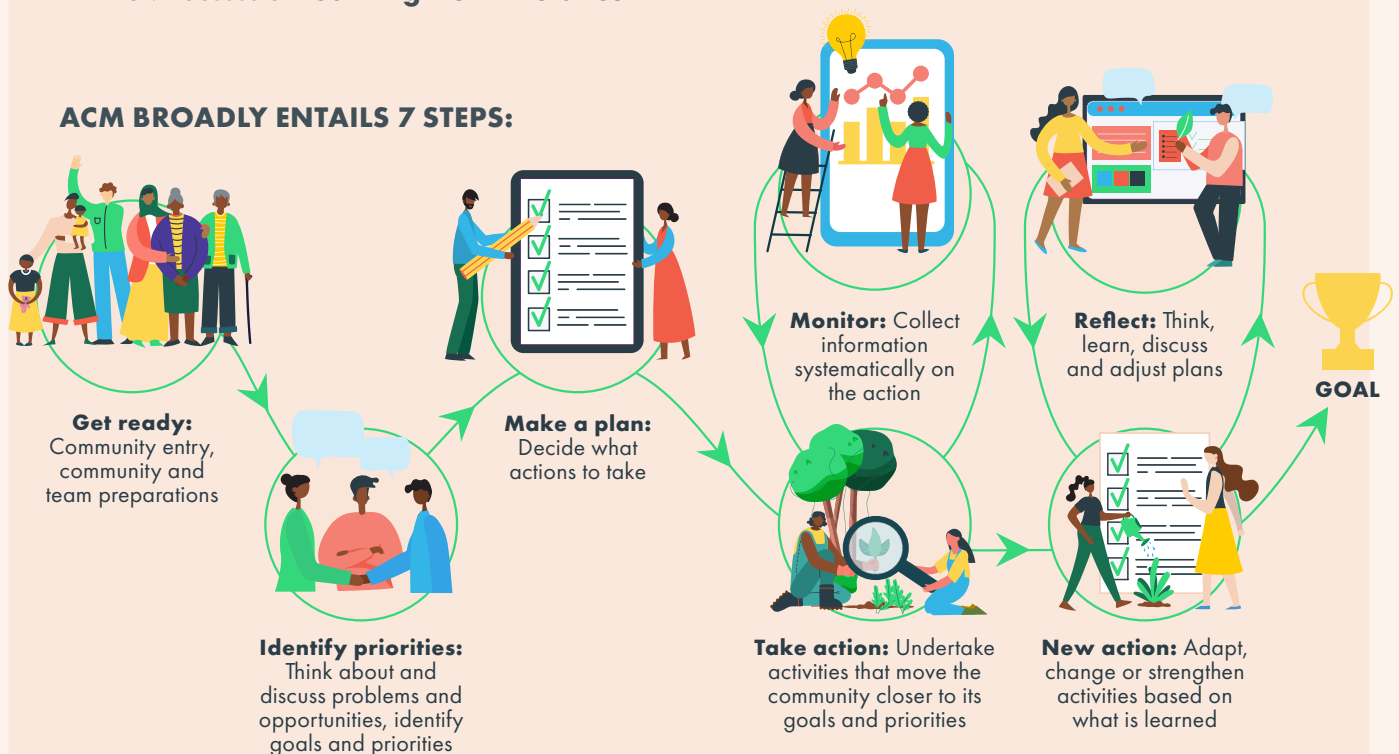 ACM BROADLY ENTAILS 7 STEPS:
Get ready:
Community entry,
community and
team preparations
Identify priorities:
Think about and
discuss problems and
opportunities, identify
goals and priorities
Make a plan:
Decide what
actions to take
Take action: Undertake
activities that move the
community closer to its
goals and priorities
Monitor: Collect
information
systematically on
the action
Reflect: Think,
learn, discuss
and adjust plans
New action: Adapt,
change or strengthen
activities based on
what is learned
GOAL